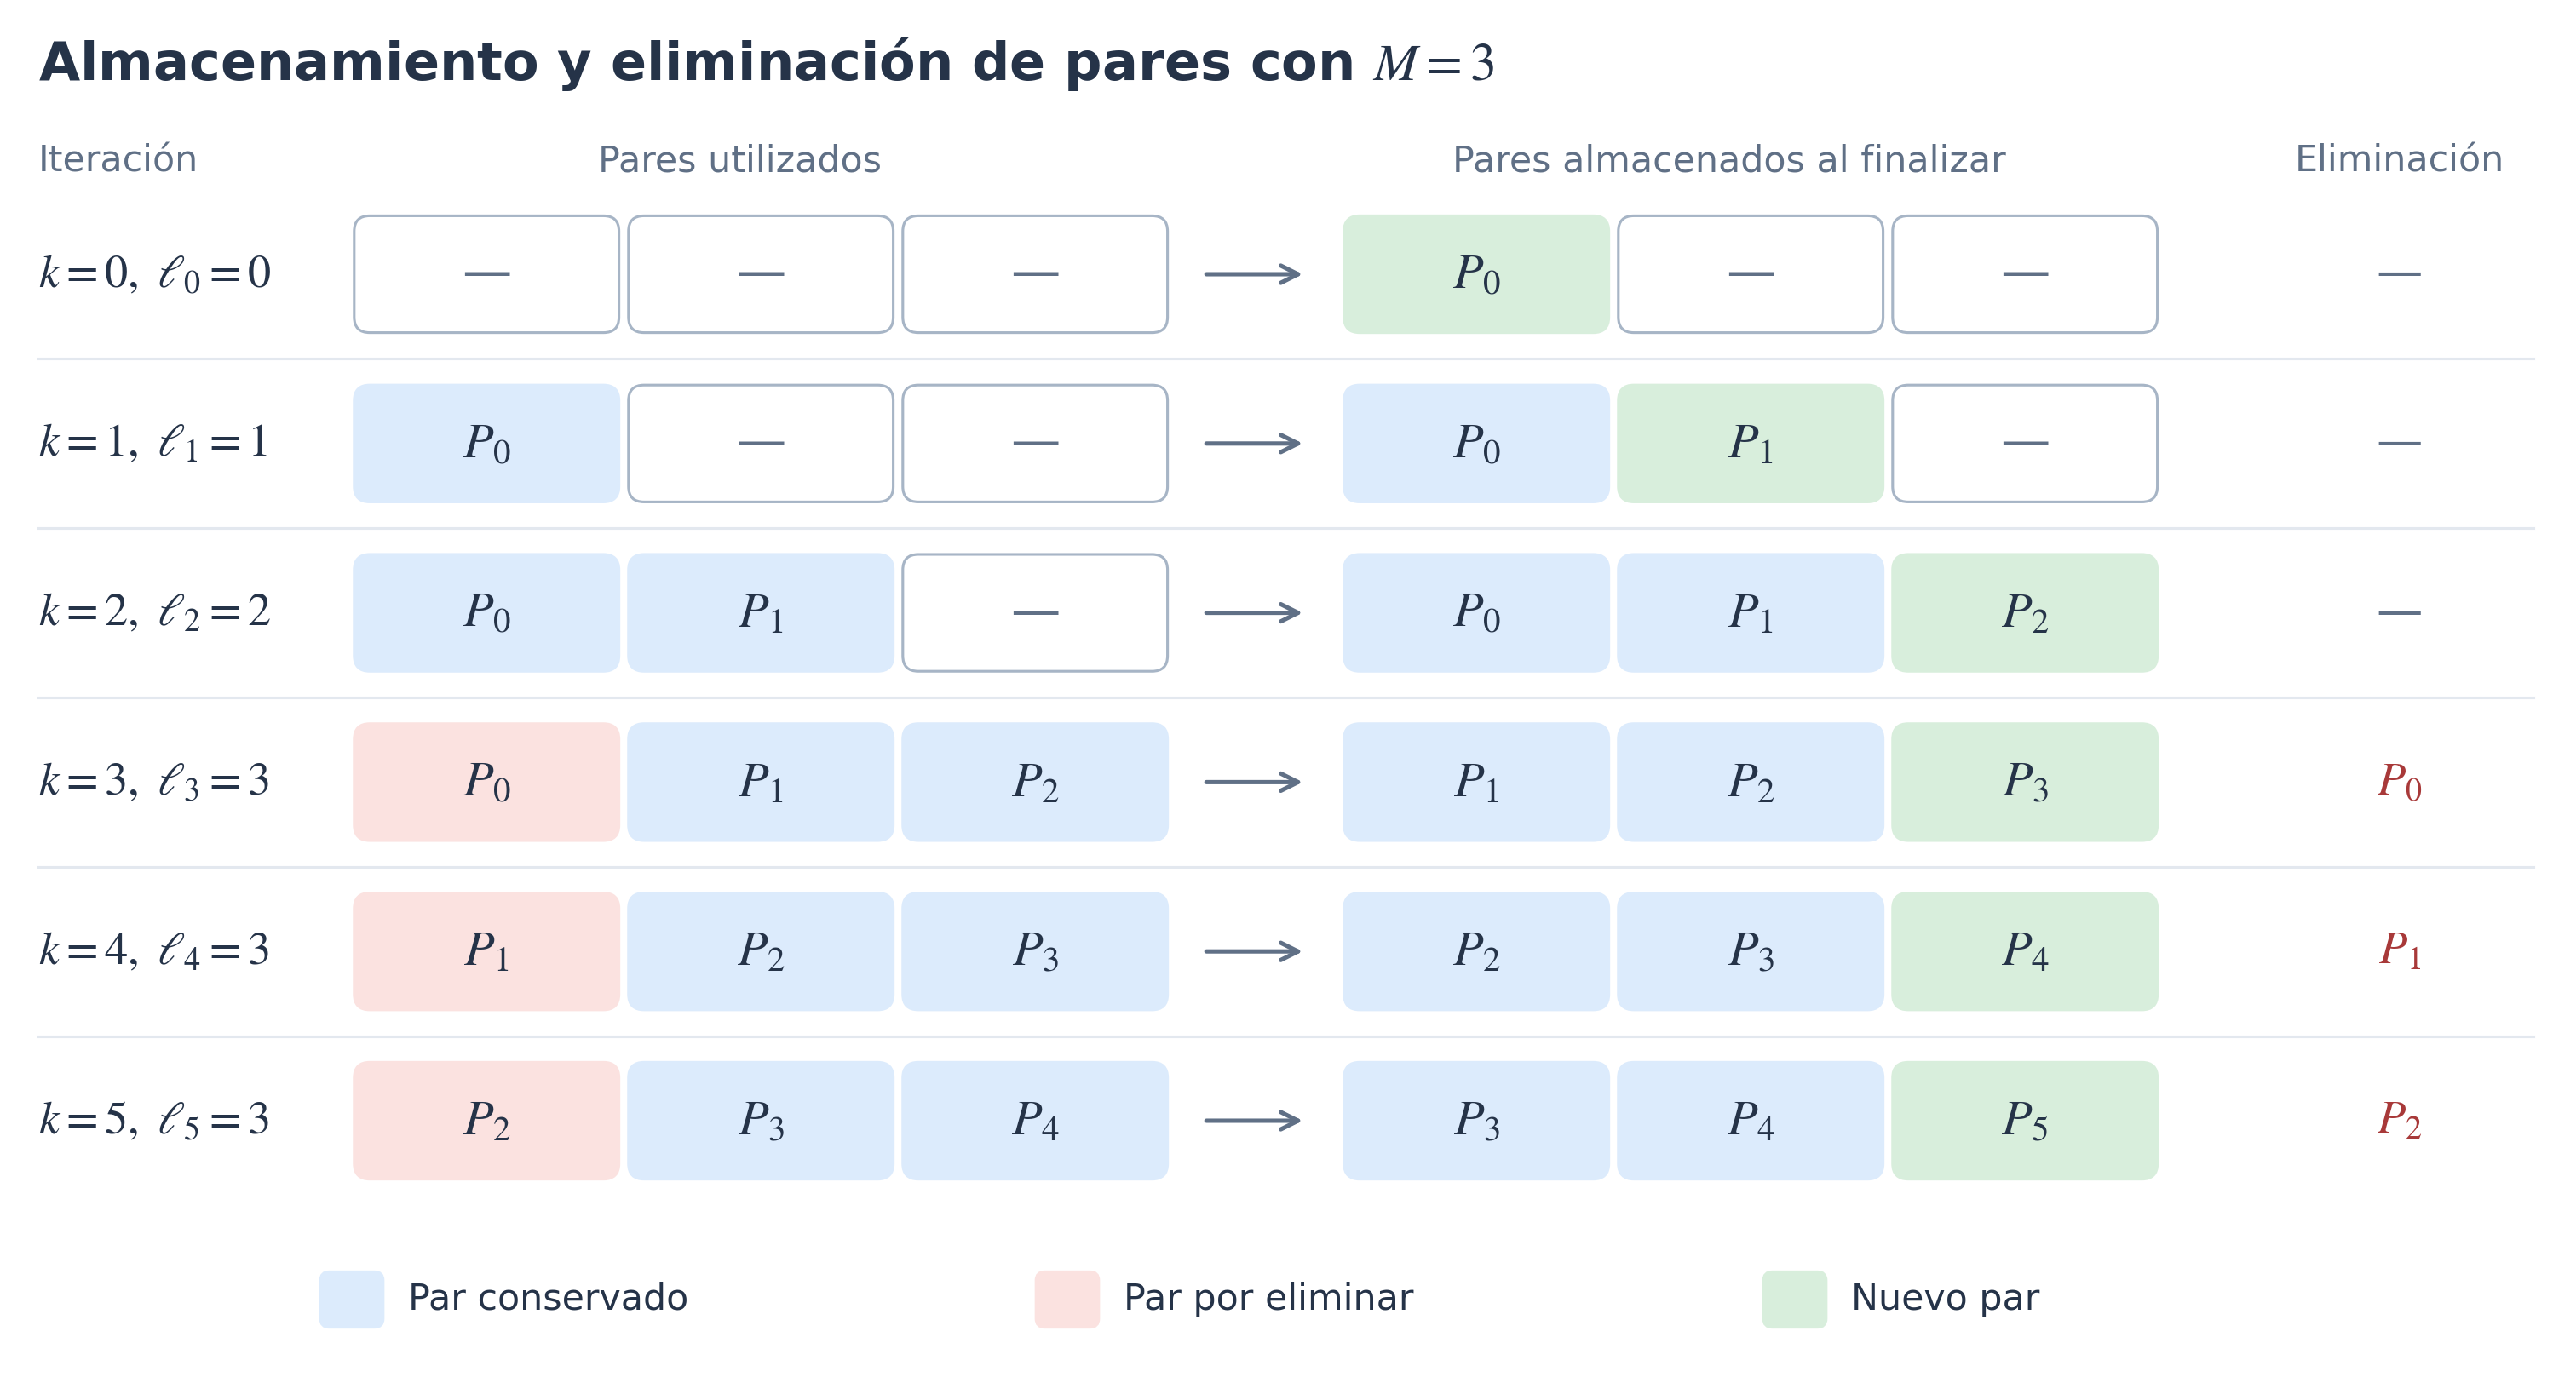 Almacenamiento y eliminación de pares con M = 3
Iteración Pares utilizados Pares almacenados al finalizar Eliminación
k = 0, ℓ₀ = 0 — — — → P₀ — — —
k = 1, ℓ₁ = 1 P₀ — — → P₀ P₁ — —
k = 2, ℓ₂ = 2 P₀ P₁ — → P₀ P₁ P₂ —
k = 3, ℓ₃ = 3 P₀ P₁ P₂ → P₁ P₂ P₃ P₀
k = 4, ℓ₄ = 3 P₁ P₂ P₃ → P₂ P₃ P₄ P₁
k = 5, ℓ₅ = 3 P₂ P₃ P₄ → P₃ P₄ P₅ P₂
Par conservado Par por eliminar Nuevo par